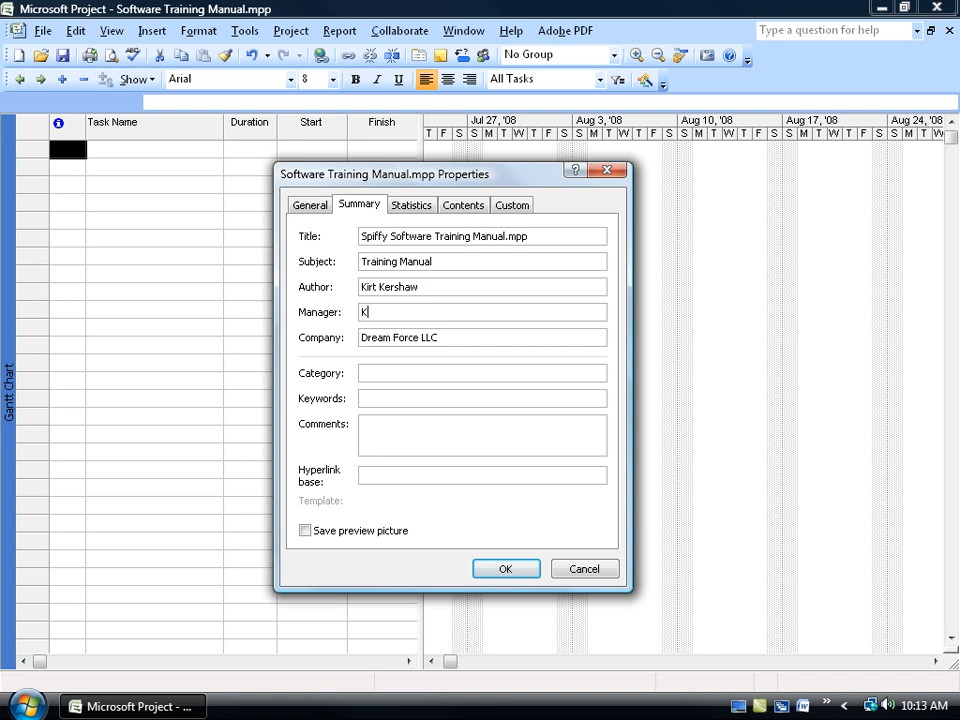 Microsoft Project - Software Training Manual.mpp
File Edit View Insert Format Tools Project Report Collaborate Window Help Adobe PDF
Type a question for help
No Group
Show Arial 8 B I U All Tasks
Task Name Duration Start Finish
Jul 27, '08 Aug 3, '08 Aug 10, '08 Aug 17, '08 Aug 24, '08
T F S S M T W T F S S M T W T F S S M T W T F S S M T W T F S S M T W
Gantt Chart
Software Training Manual.mpp Properties
General Summary Statistics Contents Custom
Title: Spiffy Software Training Manual.mpp
Subject: Training Manual
Author: Kirt Kershaw
Manager: K
Company: Dream Force LLC
Category:
Keywords:
Comments:
Hyperlink
base:
Template:
Save preview picture
OK Cancel
Microsoft Project - ...
10:13 AM